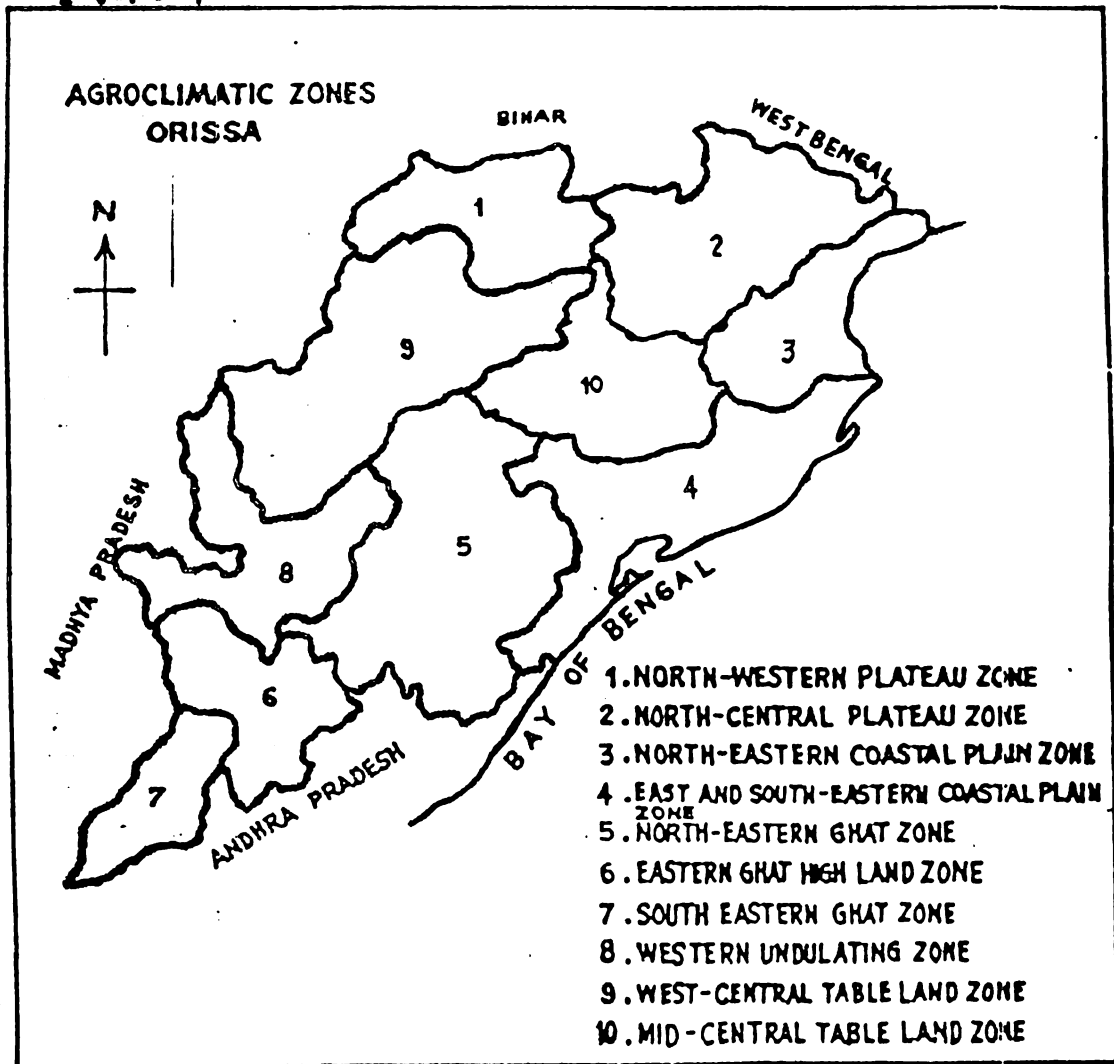 AGROCLIMATIC ZONES
ORISSA
BIHAR
WEST BENGAL
N
1
2
3
9
10
4
5
8
6
7
MADHYA PRADESH
ANDHRA PRADESH
BAY OF BENGAL
1. NORTH-WESTERN PLATEAU ZONE
2. NORTH-CENTRAL PLATEAU ZONE
3. NORTH-EASTERN COASTAL PLAIN ZONE
4. EAST AND SOUTH-EASTERN COASTAL PLAIN
ZONE
5. NORTH-EASTERN GHAT ZONE
6. EASTERN GHAT HIGH LAND ZONE
7. SOUTH EASTERN GHAT ZONE
8. WESTERN UNDULATING ZONE
9. WEST-CENTRAL TABLE LAND ZONE
10. MID-CENTRAL TABLE LAND ZONE